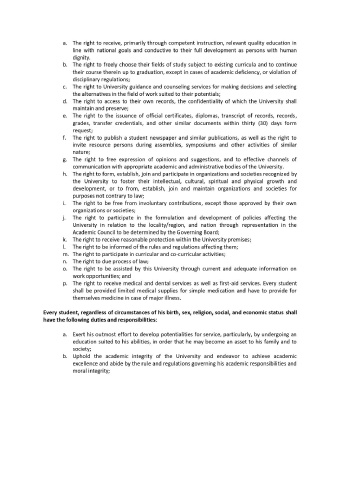 a. The right to receive, primarily through competent instruction, relevant quality education in
line with national goals and conductive to their full development as persons with human
dignity.
b. The right to freely choose their fields of study subject to existing curricula and to continue
their course therein up to graduation, except in cases of academic deficiency, or violation of
disciplinary regulations;
c. The right to University guidance and counseling services for making decisions and selecting
the alternatives in the field of work suited to their potentials;
d. The right to access to their own records, the confidentiality of which the University shall
maintain and preserve;
e. The right to the issuance of official certificates, diplomas, transcript of records, records,
grades, transfer credentials, and other similar documents within thirty (30) days form
request;
f. The right to publish a student newspaper and similar publications, as well as the right to
invite resource persons during assemblies, symposiums and other activities of similar
nature;
g. The right to free expression of opinions and suggestions, and to effective channels of
communication with appropriate academic and administrative bodies of the University.
h. The right to form, establish, join and participate in organizations and societies recognized by
the University to foster their intellectual, cultural, spiritual and physical growth and
development, or to from, establish, join and maintain organizations and societies for
purposes not contrary to law;
i. The right to be free from involuntary contributions, except those approved by their own
organizations or societies;
j. The right to participate in the formulation and development of policies affecting the
University in relation to the locality/region, and nation through representation in the
Academic Council to be determined by the Governing Board;
k. The right to receive reasonable protection within the University premises;
l. The right to be informed of the rules and regulations affecting them;
m. The right to participate in curricular and co-curricular activities;
n. The right to due process of law;
o. The right to be assisted by this University through current and adequate information on
work opportunities; and
p. The right to receive medical and dental services as well as first-aid services. Every student
shall be provided limited medical supplies for simple medication and have to provide for
themselves medicine in case of major illness.
Every student, regardless of circumstances of his birth, sex, religion, social, and economic status shall
have the following duties and responsibilities:
a. Exert his outmost effort to develop potentialities for service, particularly, by undergoing an
education suited to his abilities, in order that he may become an asset to his family and to
society;
b. Uphold the academic integrity of the University and endeavor to achieve academic
excellence and abide by the rule and regulations governing his academic responsibilities and
moral integrity;